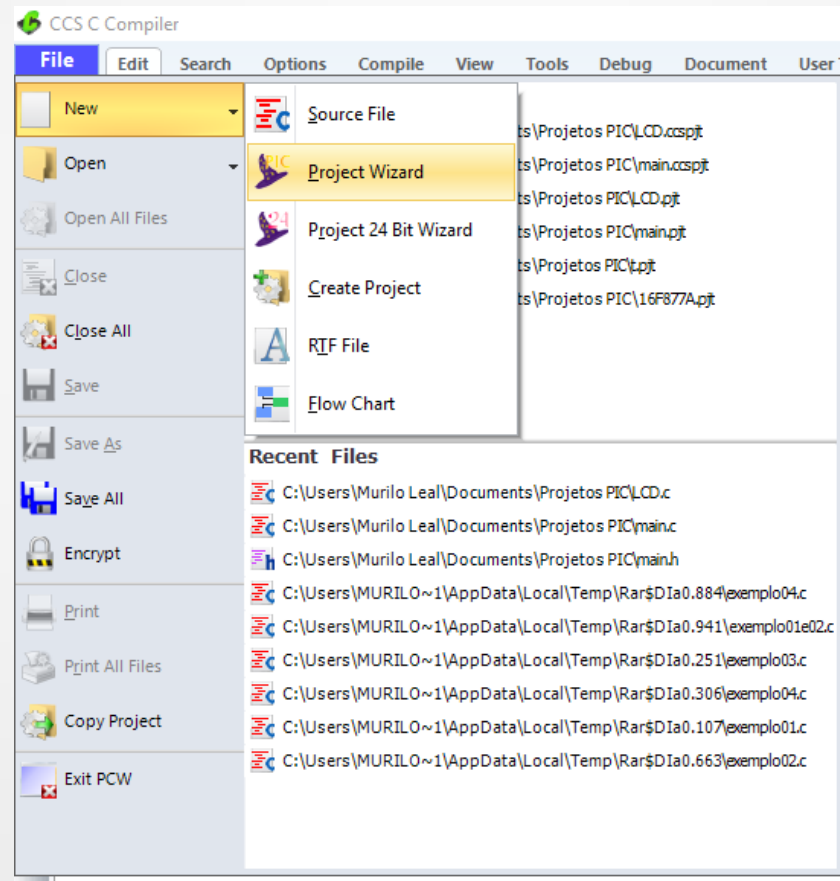 CCS C Compiler
File Edit Search Options Compile View Tools Debug Document User
New
Open
Open All Files
Close
Close All
Save
Save As
Save All
Encrypt
Print
Print All Files
Copy Project
Exit PCW
Source File
PIC
Project Wizard
24
Project 24 Bit Wizard
Create Project
RTF File
Flow Chart
ts\Projetos PIC\LCD.ccspjt
ts\Projetos PIC\main.ccspjt
ts\Projetos PIC\LCD.pjt
ts\Projetos PIC\main.pjt
ts\Projetos PIC\t.pjt
ts\Projetos PIC\16F877A.pjt
Recent Files
C:\Users\Murilo Leal\Documents\Projetos PIC\LCD.c
C:\Users\Murilo Leal\Documents\Projetos PIC\main.c
C:\Users\Murilo Leal\Documents\Projetos PIC\main.h
C:\Users\MURILO~1\AppData\Local\Temp\Rar$DIa0.884\exemplo04.c
C:\Users\MURILO~1\AppData\Local\Temp\Rar$DIa0.941\exemplo01e02.c
C:\Users\MURILO~1\AppData\Local\Temp\Rar$DIa0.251\exemplo03.c
C:\Users\MURILO~1\AppData\Local\Temp\Rar$DIa0.306\exemplo04.c
C:\Users\MURILO~1\AppData\Local\Temp\Rar$DIa0.107\exemplo01.c
C:\Users\MURILO~1\AppData\Local\Temp\Rar$DIa0.663\exemplo02.c